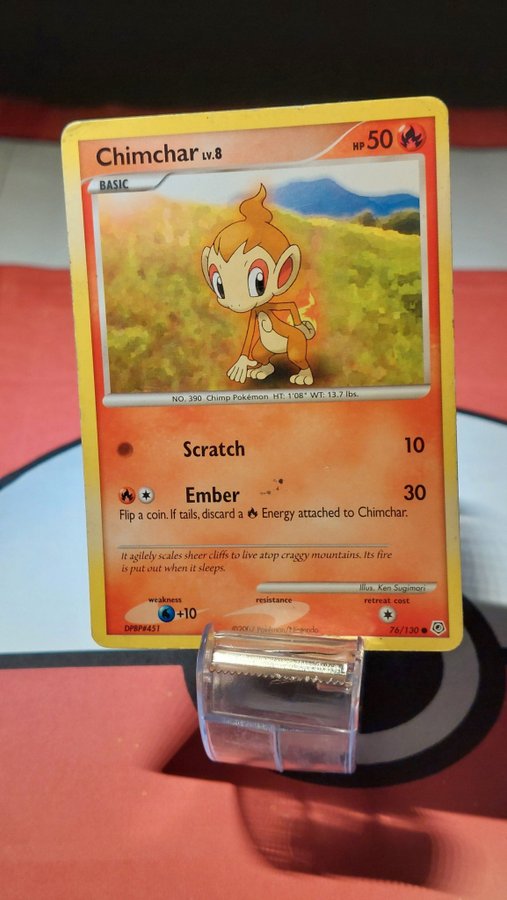 Chimchar LV.8
HP 50
BASIC
NO. 390 Chimp Pokémon HT: 1'08" WT: 13.7 lbs.
Scratch 10
Ember 30
Flip a coin. If tails, discard a Energy attached to Chimchar.
It agilely scales sheer cliffs to live atop craggy mountains. Its fire
is put out when it sleeps.
Illus. Ken Sugimori
weakness resistance retreat cost
+10
DPBP#451 ©2007 Pokémon/Nintendo 76/130